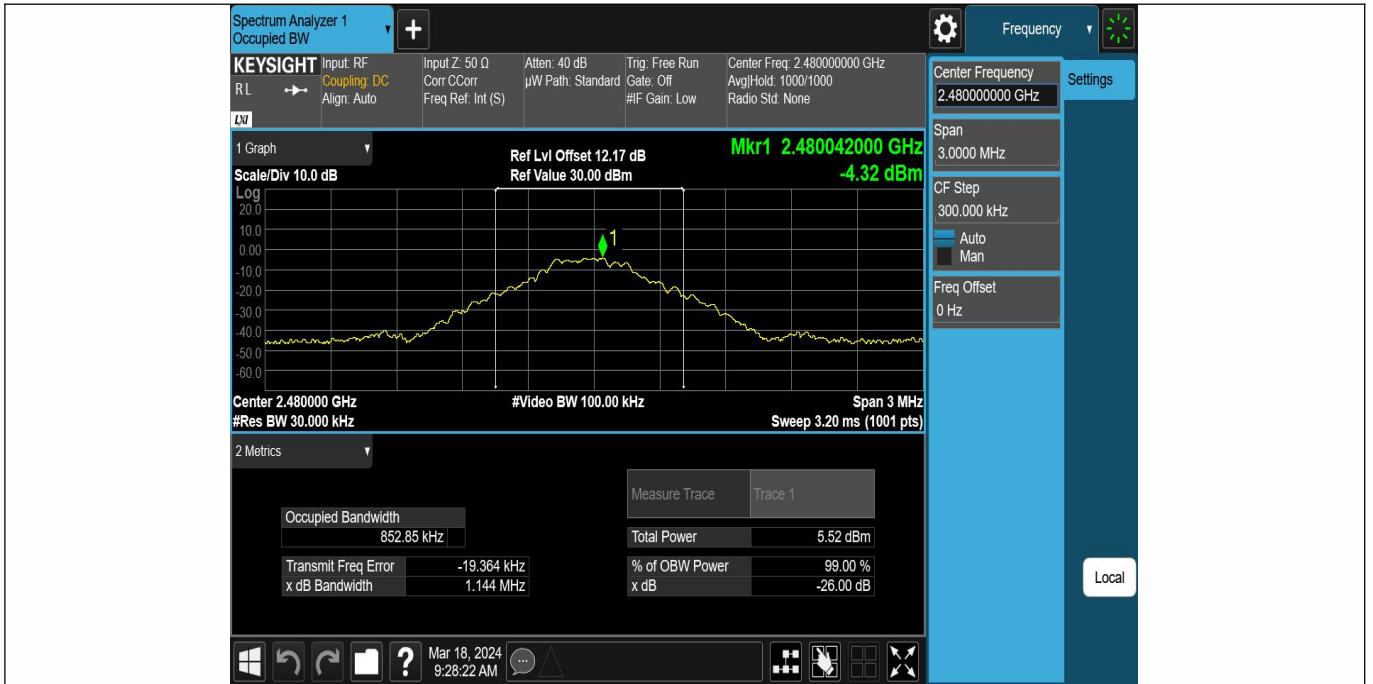 Spectrum Analyzer 1
Occupied BW
Frequency
KEYSIGHT
RL
LXI
Input: RF
Coupling: DC
Align: Auto
Input Z: 50 Ω
Corr CCorr
Freq Ref: Int (S)
Atten: 40 dB
µW Path: Standard
Trig: Free Run
Gate: Off
#IF Gain: Low
Center Freq: 2.480000000 GHz
Avg|Hold: 1000/1000
Radio Std: None
1 Graph
Scale/Div 10.0 dB
Ref Lvl Offset 12.17 dB
Ref Value 30.00 dBm
Mkr1 2.480042000 GHz
-4.32 dBm
Log
20.0
10.0
0.00
-10.0
-20.0
-30.0
-40.0
-50.0
-60.0
1
Center 2.480000 GHz
#Res BW 30.000 kHz
#Video BW 100.00 kHz
Span 3 MHz
Sweep 3.20 ms (1001 pts)
2 Metrics
Measure Trace Trace 1
Occupied Bandwidth
852.85 kHz
Total Power 5.52 dBm
Transmit Freq Error -19.364 kHz
% of OBW Power 99.00 %
x dB Bandwidth 1.144 MHz
x dB -26.00 dB
Center Frequency
2.480000000 GHz
Settings
Span
3.0000 MHz
CF Step
300.000 kHz
Auto
Man
Freq Offset
0 Hz
Local
?
Mar 18, 2024
9:28:22 AM